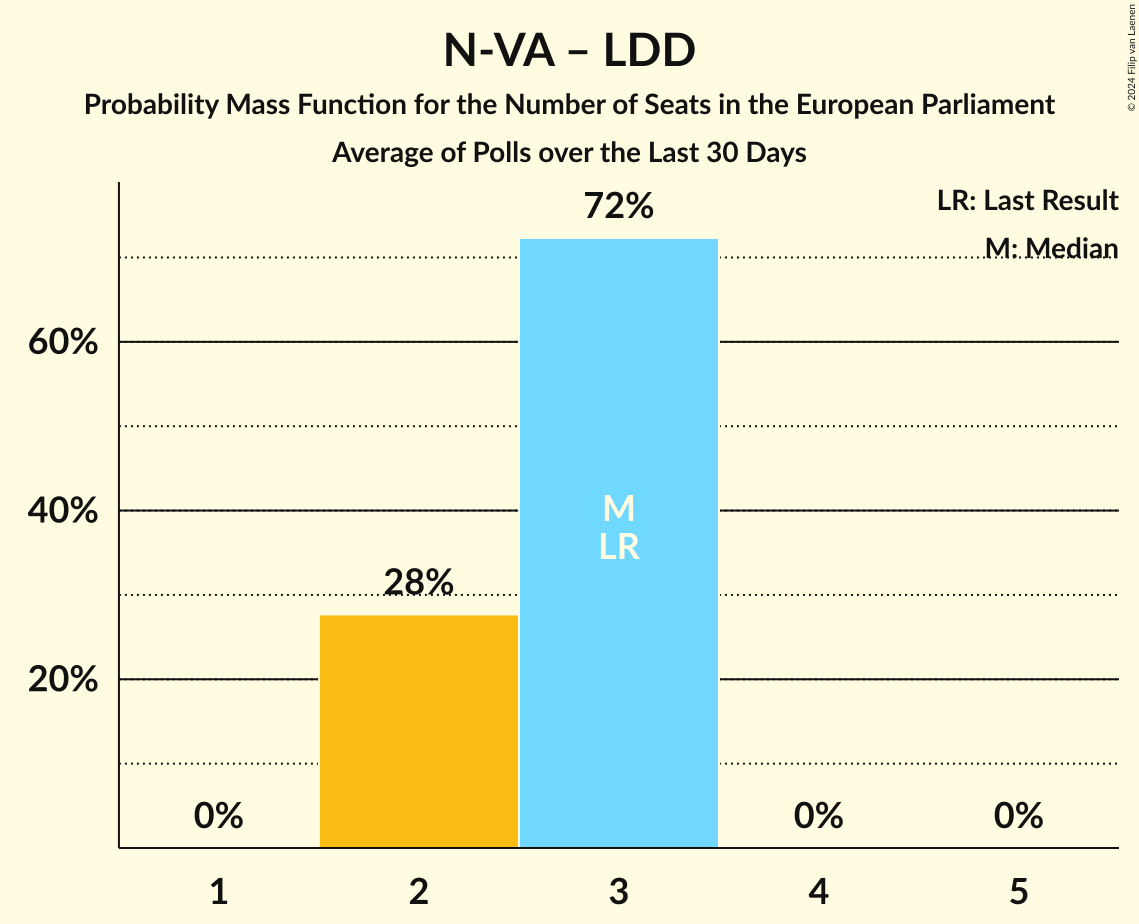 N-VA – LDD
Probability Mass Function for the Number of Seats in the European Parliament
Average of Polls over the Last 30 Days
© 2024 Filip van Laenen
LR: Last Result
M: Median
72%
60%
40%
M
LR
28%
20%
0%
0%
0%
1
2
3
4
5